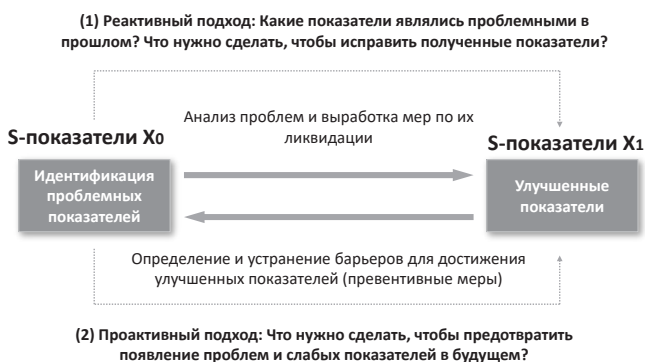 (1) Реактивный подход: Какие показатели являлись проблемными в
прошлом? Что нужно сделать, чтобы исправить полученные показатели?
Анализ проблем и выработка мер по их
ликвидации
S-показатели X0
S-показатели X1
Идентификация
проблемных
показателей
Улучшенные
показатели
Определение и устранение барьеров для достижения
улучшенных показателей (превентивные меры)
(2) Проактивный подход: Что нужно сделать, чтобы предотвратить
появление проблем и слабых показателей в будущем?